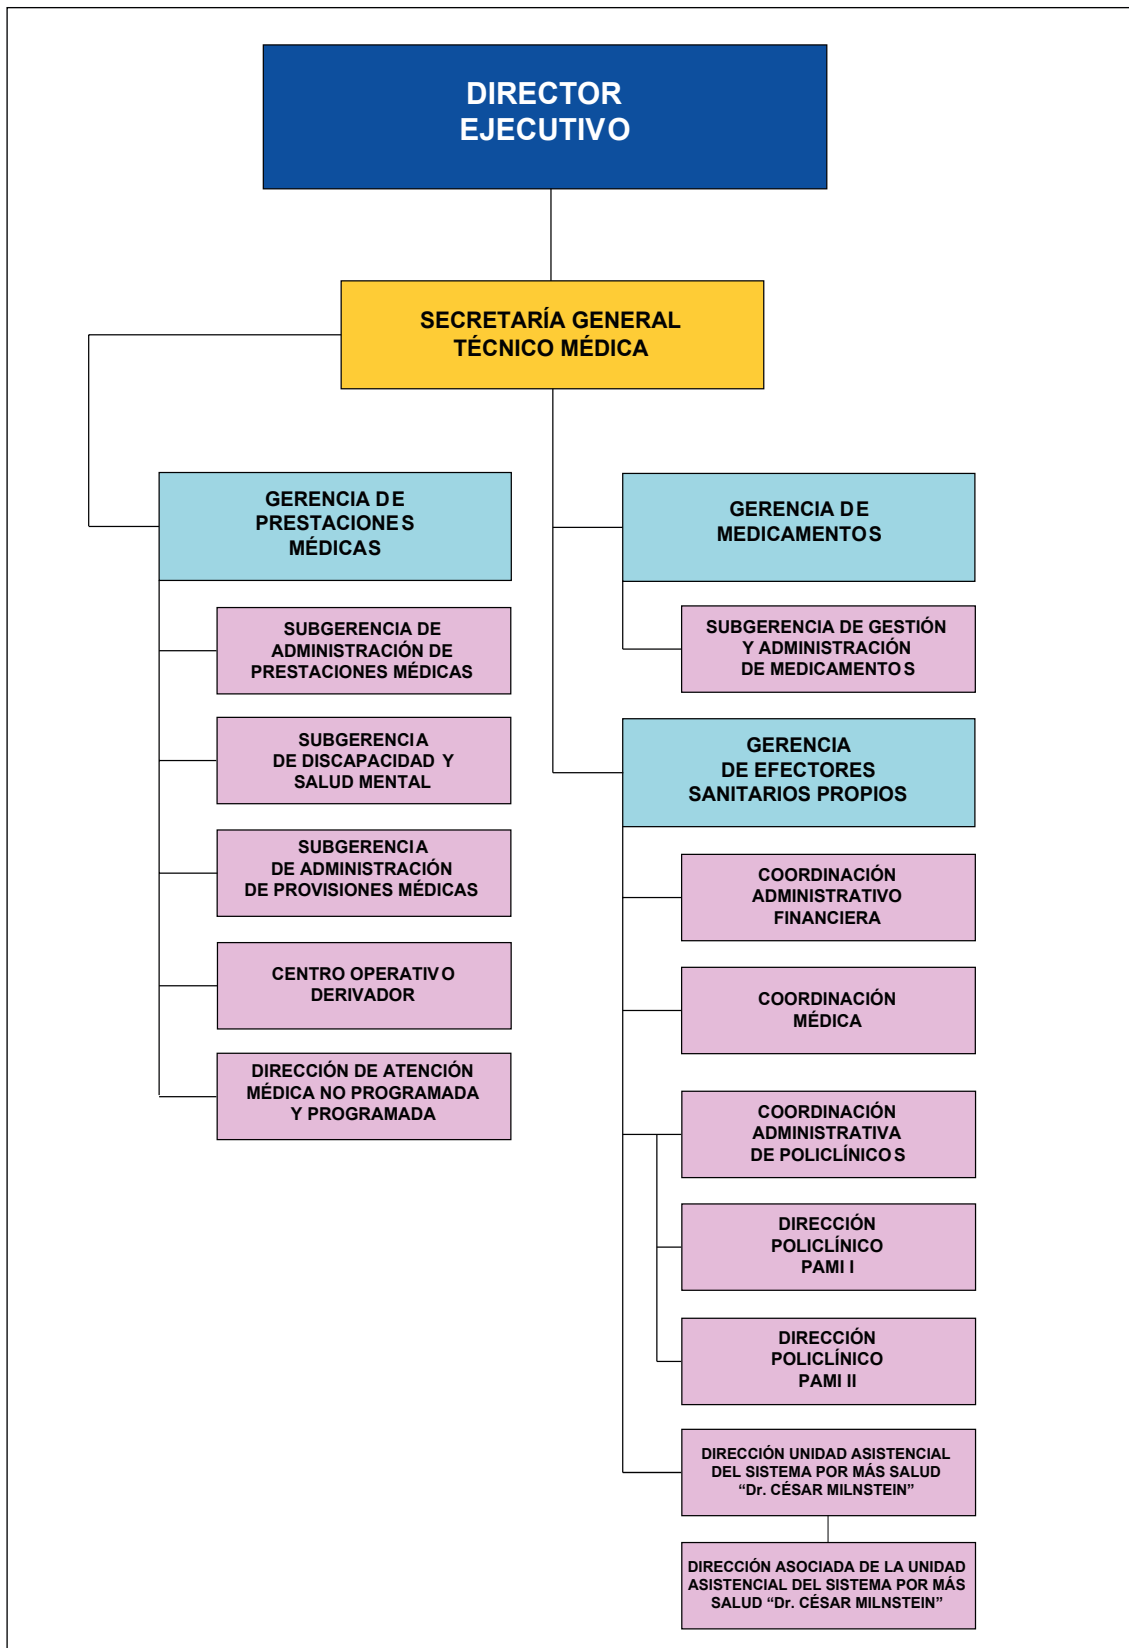 DIRECTOR
EJECUTIVO
SECRETARÍA GENERAL
TÉCNICO MÉDICA
GERENCIA DE
PRESTACIONES
MÉDICAS
SUBGERENCIA DE
ADMINISTRACIÓN DE
PRESTACIONES MÉDICAS
SUBGERENCIA
DE DISCAPACIDAD Y
SALUD MENTAL
SUBGERENCIA
DE ADMINISTRACIÓN
DE PROVISIONES MÉDICAS
CENTRO OPERATIVO
DERIVADOR
DIRECCIÓN DE ATENCIÓN
MÉDICA NO PROGRAMADA
Y PROGRAMADA
GERENCIA DE
MEDICAMENTOS
SUBGERENCIA DE GESTIÓN
Y ADMINISTRACIÓN
DE MEDICAMENTOS
GERENCIA
DE EFECTORES
SANITARIOS PROPIOS
COORDINACIÓN
ADMINISTRATIVO
FINANCIERA
COORDINACIÓN
MÉDICA
COORDINACIÓN
ADMINISTRATIVA
DE POLICLÍNICOS
DIRECCIÓN
POLICLÍNICO
PAMI I
DIRECCIÓN
POLICLÍNICO
PAMI II
DIRECCIÓN UNIDAD ASISTENCIAL
DEL SISTEMA POR MÁS SALUD
“Dr. CÉSAR MILNSTEIN”
DIRECCIÓN ASOCIADA DE LA UNIDAD
ASISTENCIAL DEL SISTEMA POR MÁS
SALUD “Dr. CÉSAR MILNSTEIN”